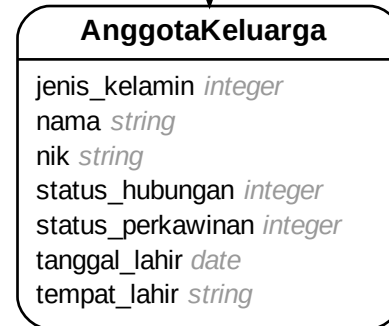 AnggotaKeluarga
jenis_kelamin integer
nama string
nik string
status_hubungan integer
status_perkawinan integer
tanggal_lahir date
tempat_lahir string